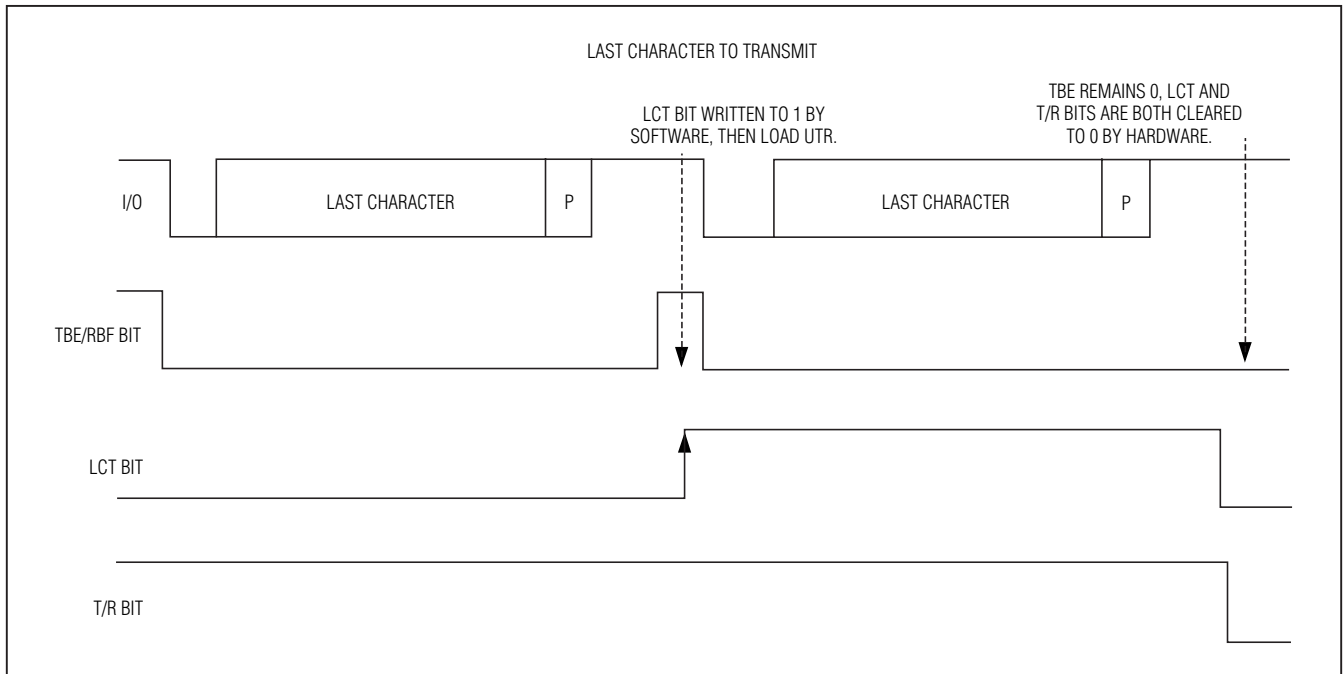 LAST CHARACTER TO TRANSMIT
LCT BIT WRITTEN TO 1 BY
SOFTWARE, THEN LOAD UTR.
TBE REMAINS 0, LCT AND
T/R BITS ARE BOTH CLEARED
TO 0 BY HARDWARE.
I/O
LAST CHARACTER
P
LAST CHARACTER
P
TBE/RBF BIT
LCT BIT
T/R BIT